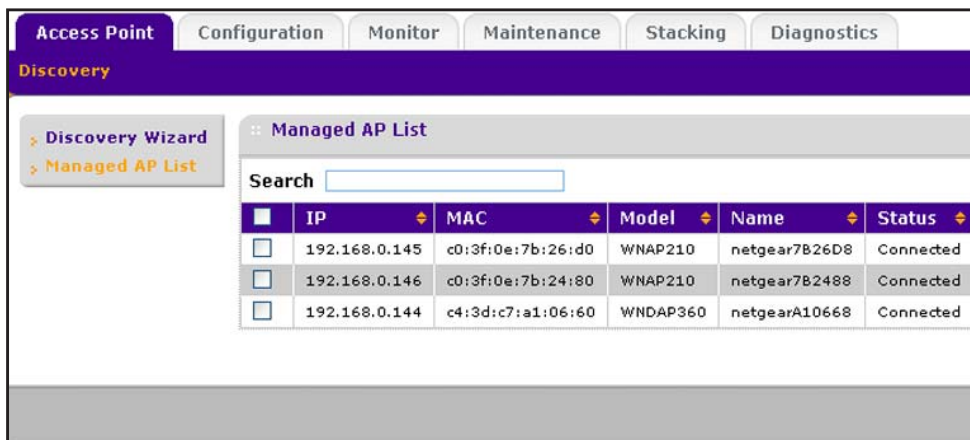 Access Point Configuration Monitor Maintenance Stacking Diagnostics
Discovery
Discovery Wizard
Managed AP List
:: Managed AP List
Search
IP MAC Model Name Status
192.168.0.145 c0:3f:0e:7b:26:d0 WNAP210 netgear7B26D8 Connected
192.168.0.146 c0:3f:0e:7b:24:80 WNAP210 netgear7B2488 Connected
192.168.0.144 c4:3d:c7:a1:06:60 WNDAP360 netgearA10668 Connected